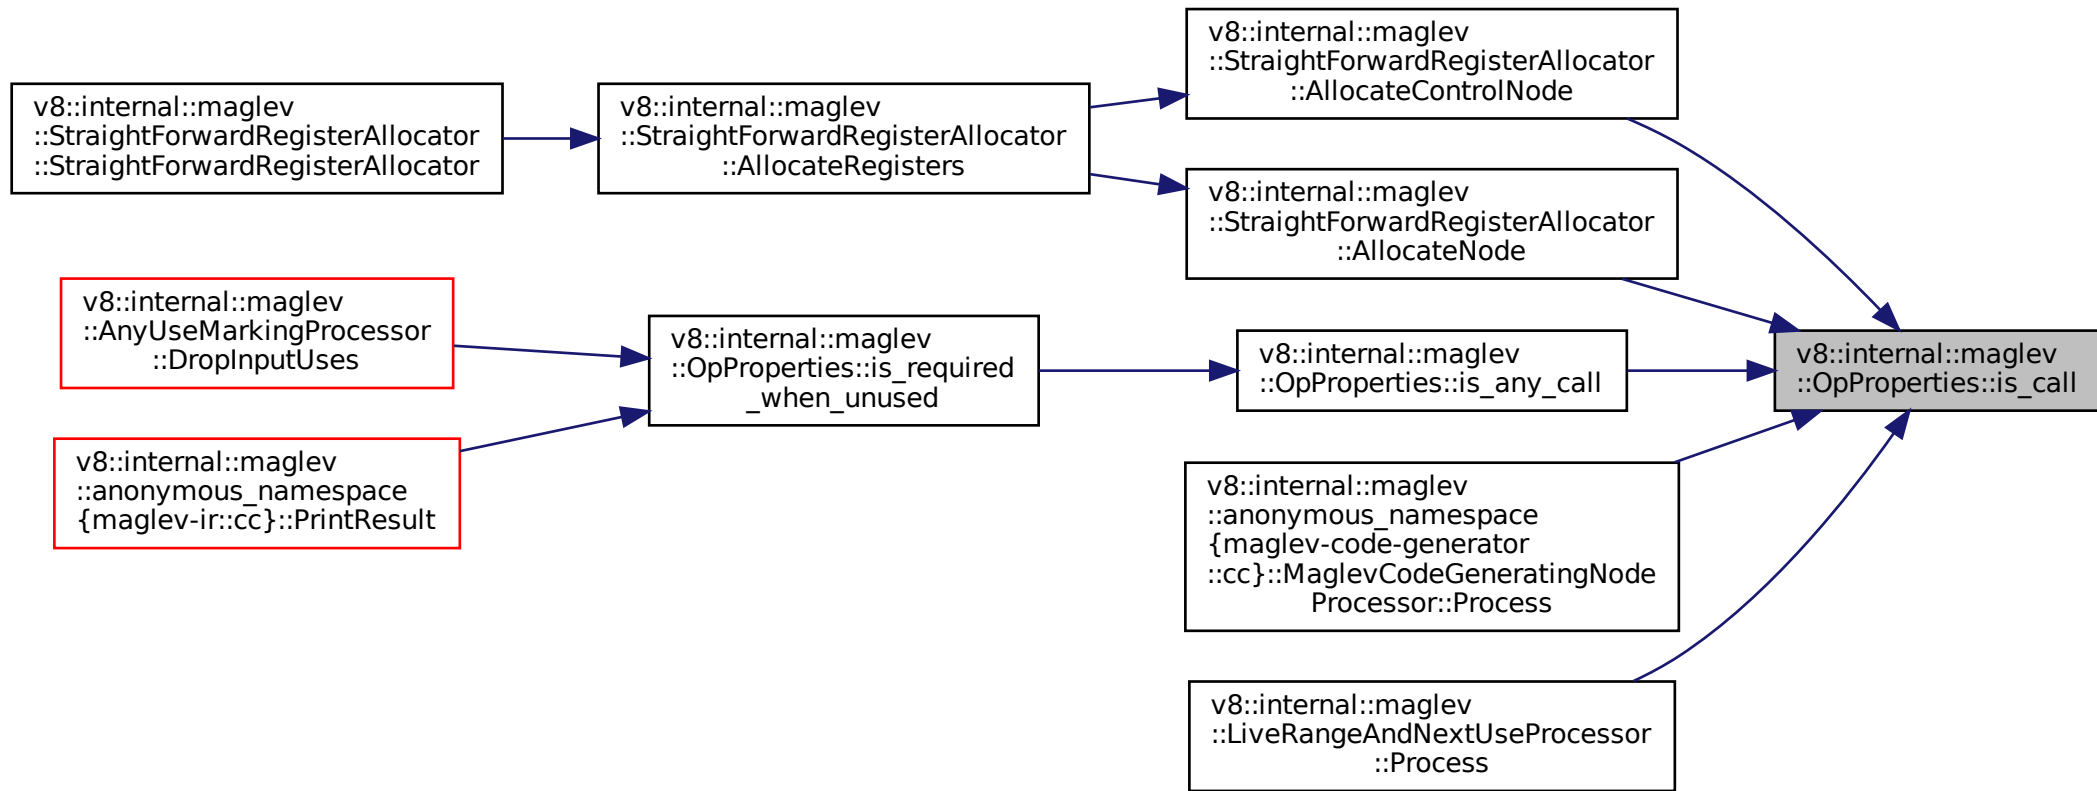 v8::internal::maglev
::StraightForwardRegisterAllocator
::StraightForwardRegisterAllocator
v8::internal::maglev
::StraightForwardRegisterAllocator
::AllocateRegisters
v8::internal::maglev
::StraightForwardRegisterAllocator
::AllocateControlNode
v8::internal::maglev
::StraightForwardRegisterAllocator
::AllocateNode
v8::internal::maglev
::AnyUseMarkingProcessor
::DropInputUses
v8::internal::maglev
::anonymous_namespace
{maglev-ir::cc}::PrintResult
v8::internal::maglev
::OpProperties::is_required
_when_unused
v8::internal::maglev
::OpProperties::is_any_call
v8::internal::maglev
::OpProperties::is_call
v8::internal::maglev
::anonymous_namespace
{maglev-code-generator
::cc}::MaglevCodeGeneratingNode
Processor::Process
v8::internal::maglev
::LiveRangeAndNextUseProcessor
::Process